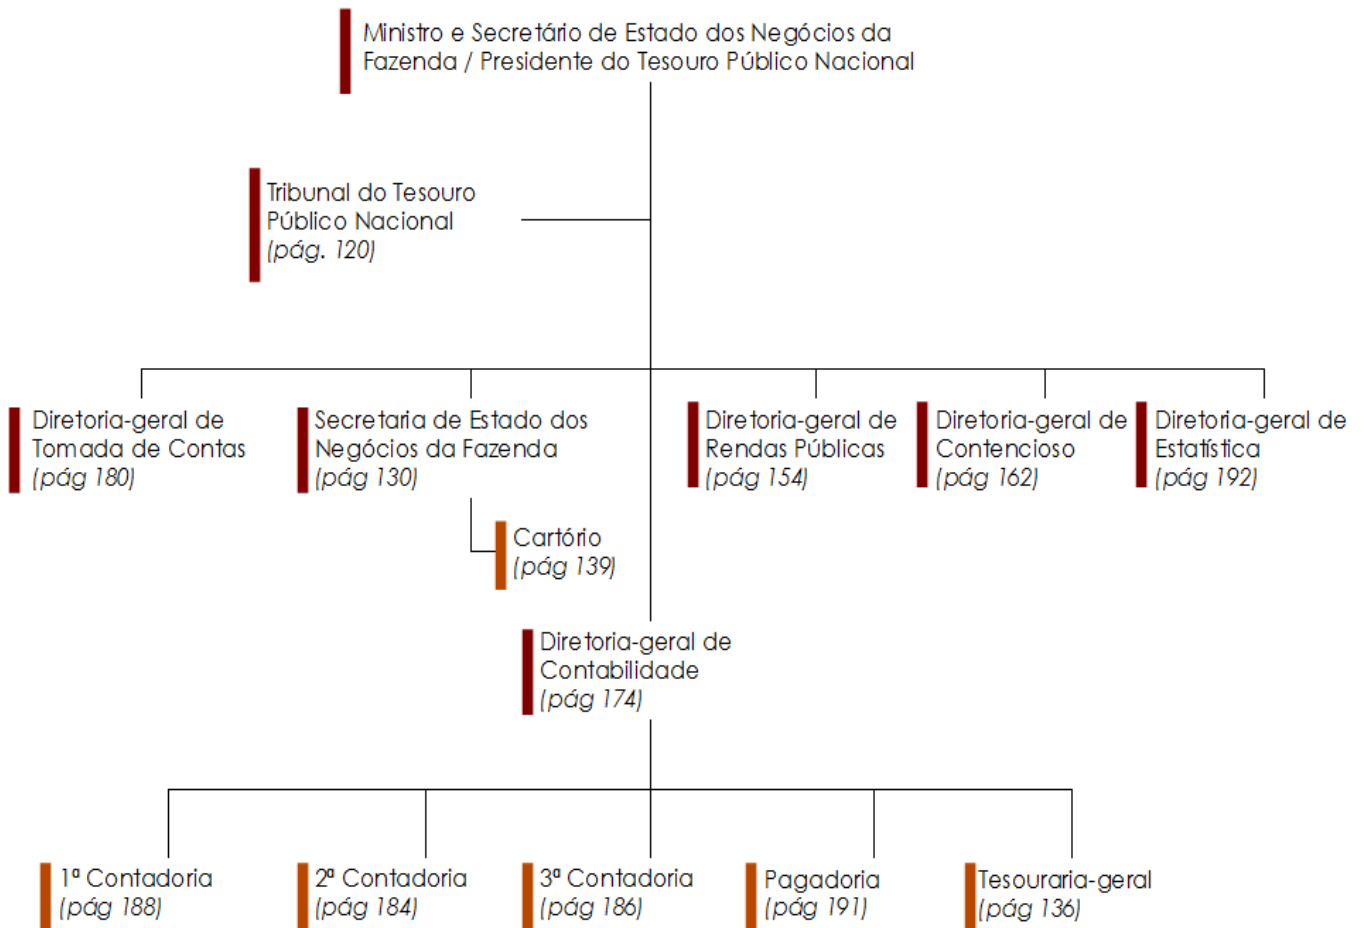 Ministro e Secretário de Estado dos Negócios da
Fazenda / Presidente do Tesouro Público Nacional
Tribunal do Tesouro
Público Nacional
(pág. 120)
Diretoria-geral de
Tomada de Contas
(pág 180)
Secretaria de Estado dos
Negócios da Fazenda
(pág 130)
Diretoria-geral de
Rendas Públicas
(pág 154)
Diretoria-geral de
Contencioso
(pág 162)
Diretoria-geral de
Estatística
(pág 192)
Cartório
(pág 139)
Diretoria-geral de
Contabilidade
(pág 174)
1ª Contadoria
(pág 188)
2ª Contadoria
(pág 184)
3ª Contadoria
(pág 186)
Pagadoria
(pág 191)
Tesouraria-geral
(pág 136)